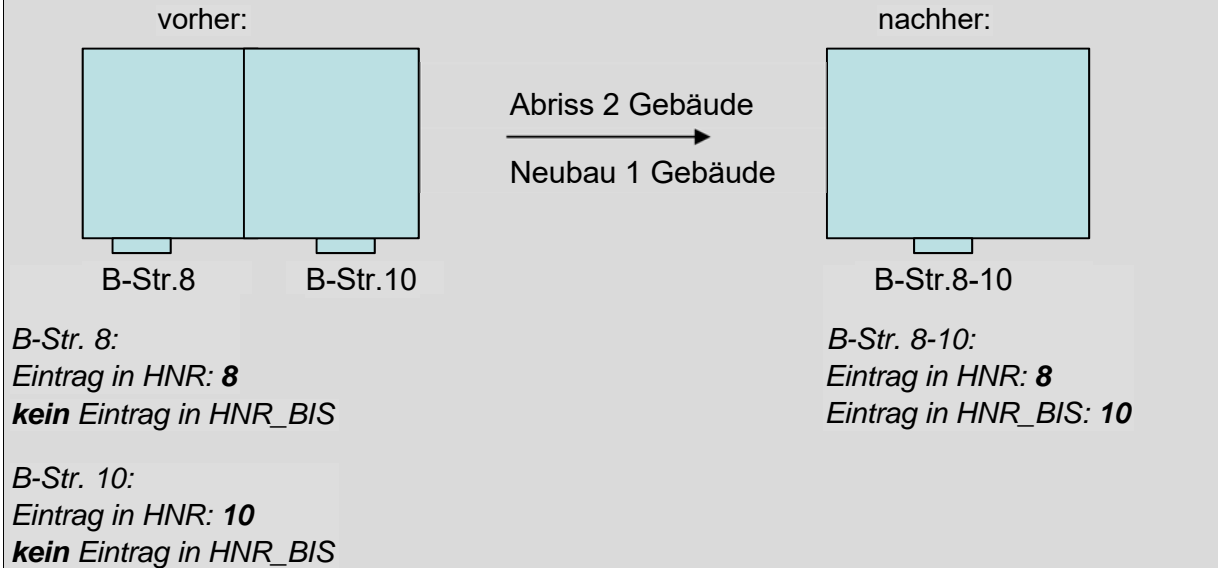 vorher:
nachher:
Abriss 2 Gebäude
Neubau 1 Gebäude
B-Str.8
B-Str.10
B-Str.8-10
B-Str. 8:
Eintrag in HNR: 8
kein Eintrag in HNR_BIS
B-Str. 10:
Eintrag in HNR: 10
kein Eintrag in HNR_BIS
B-Str. 8-10:
Eintrag in HNR: 8
Eintrag in HNR_BIS: 10